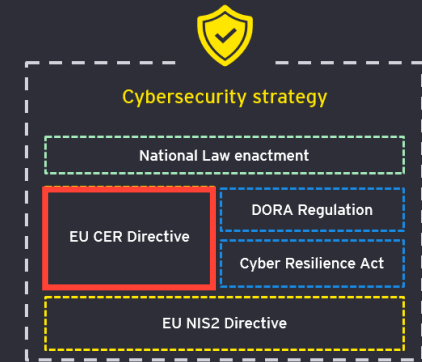 Cybersecurity strategy
National Law enactment
EU CER Directive
DORA Regulation
Cyber Resilience Act
EU NIS2 Directive